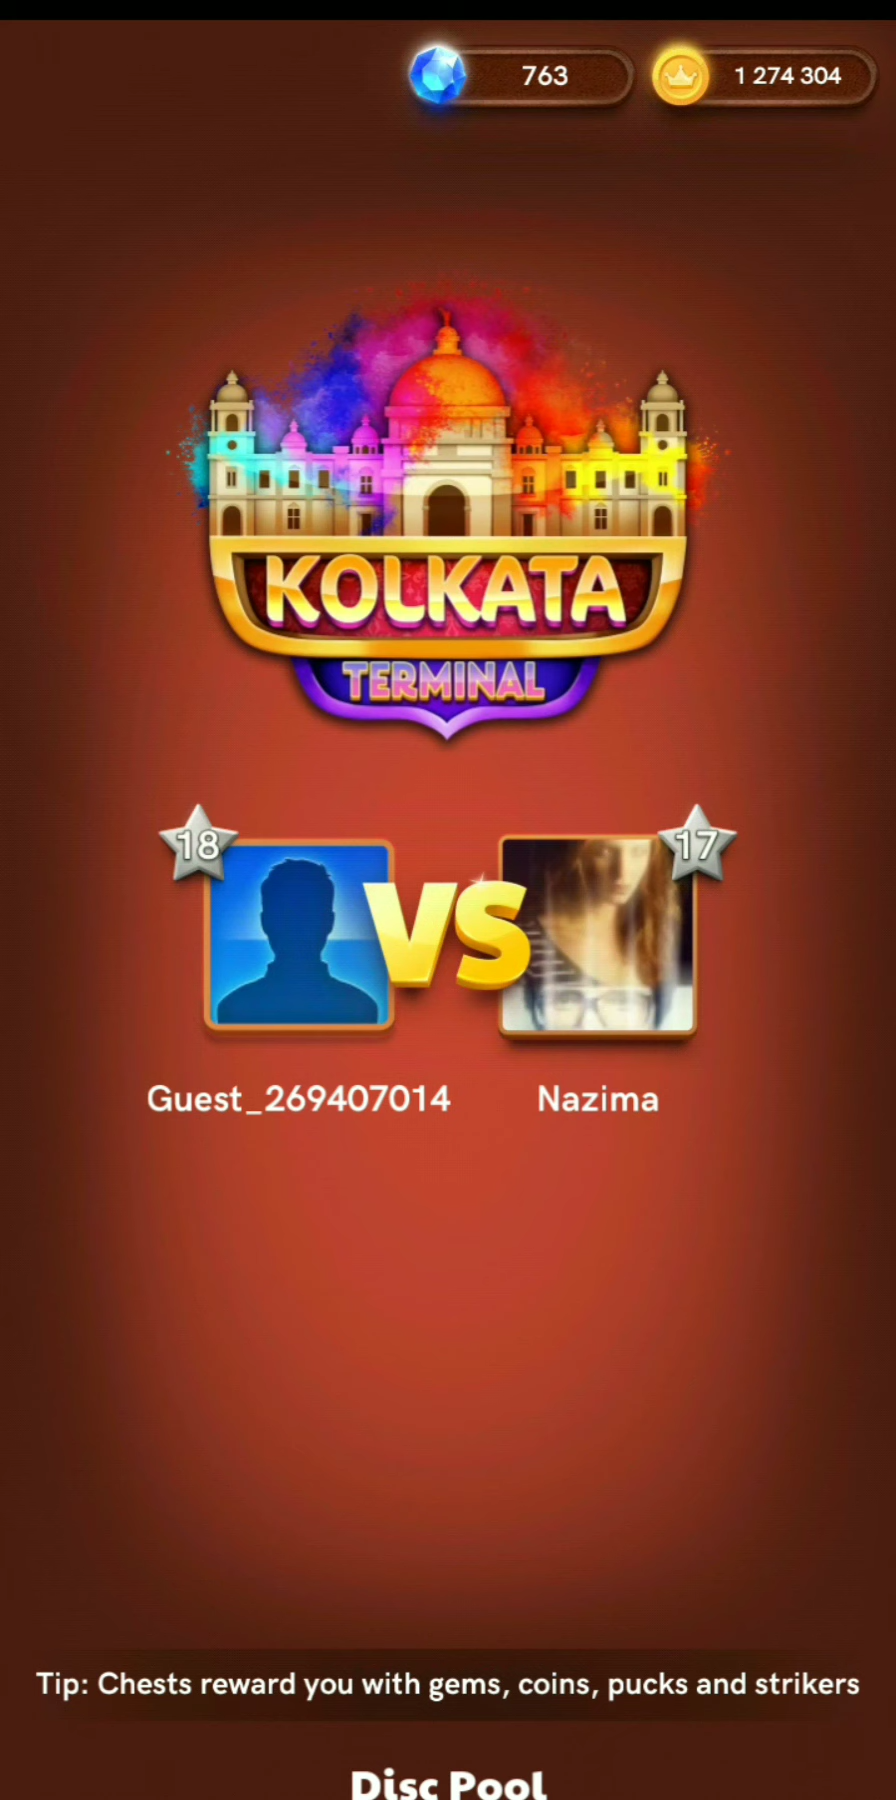 763
1 274 304
KOLKATA
TERMINAL
18
17
VS
Guest_269407014
Nazima
Tip: Chests reward you with gems, coins, pucks and strikers
Disc Pool